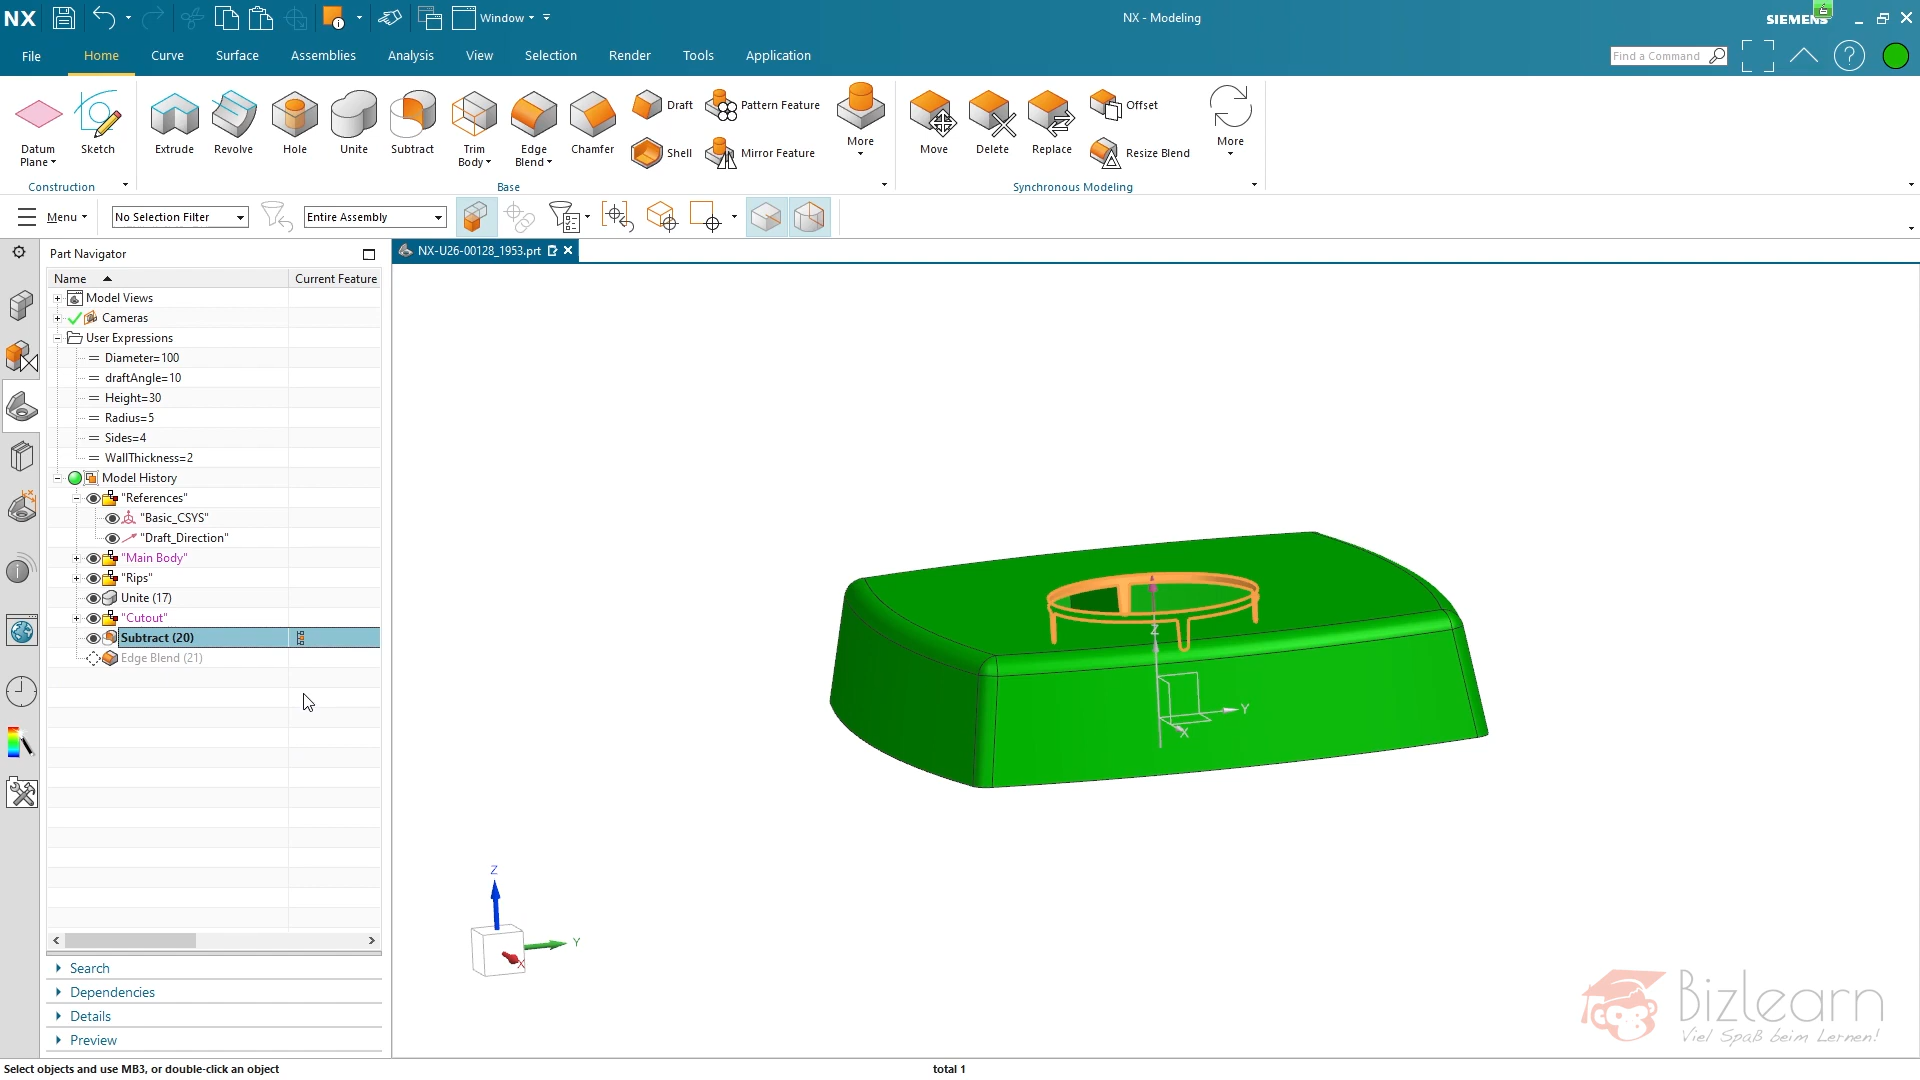 NX
Window
NX - Modeling
SIEMENS
File
Home
Curve
Surface
Assemblies
Analysis
View
Selection
Render
Tools
Application
Find a Command
Datum
Plane
Sketch
Extrude
Revolve
Hole
Unite
Subtract
Trim
Body
Edge
Blend
Chamfer
Draft
Shell
Pattern Feature
Mirror Feature
More
Move
Delete
Replace
Offset
Resize Blend
More
Construction
Base
Synchronous Modeling
Menu
No Selection Filter
Entire Assembly
Part Navigator
NX-U26-00128_1953.prt
Name
Current Feature
Model Views
Cameras
User Expressions
Diameter=100
draftAngle=10
Height=30
Radius=5
Sides=4
WallThickness=2
Model History
"References"
"Basic_CSYS"
"Draft_Direction"
"Main Body"
"Rips"
Unite (17)
"Cutout"
Subtract (20)
Edge Blend (21)
Z
Y
X
Z
Y
X
Search
Dependencies
Details
Preview
Bizlearn
Viel Spaß beim Lernen!
Select objects and use MB3, or double-click an object
total 1